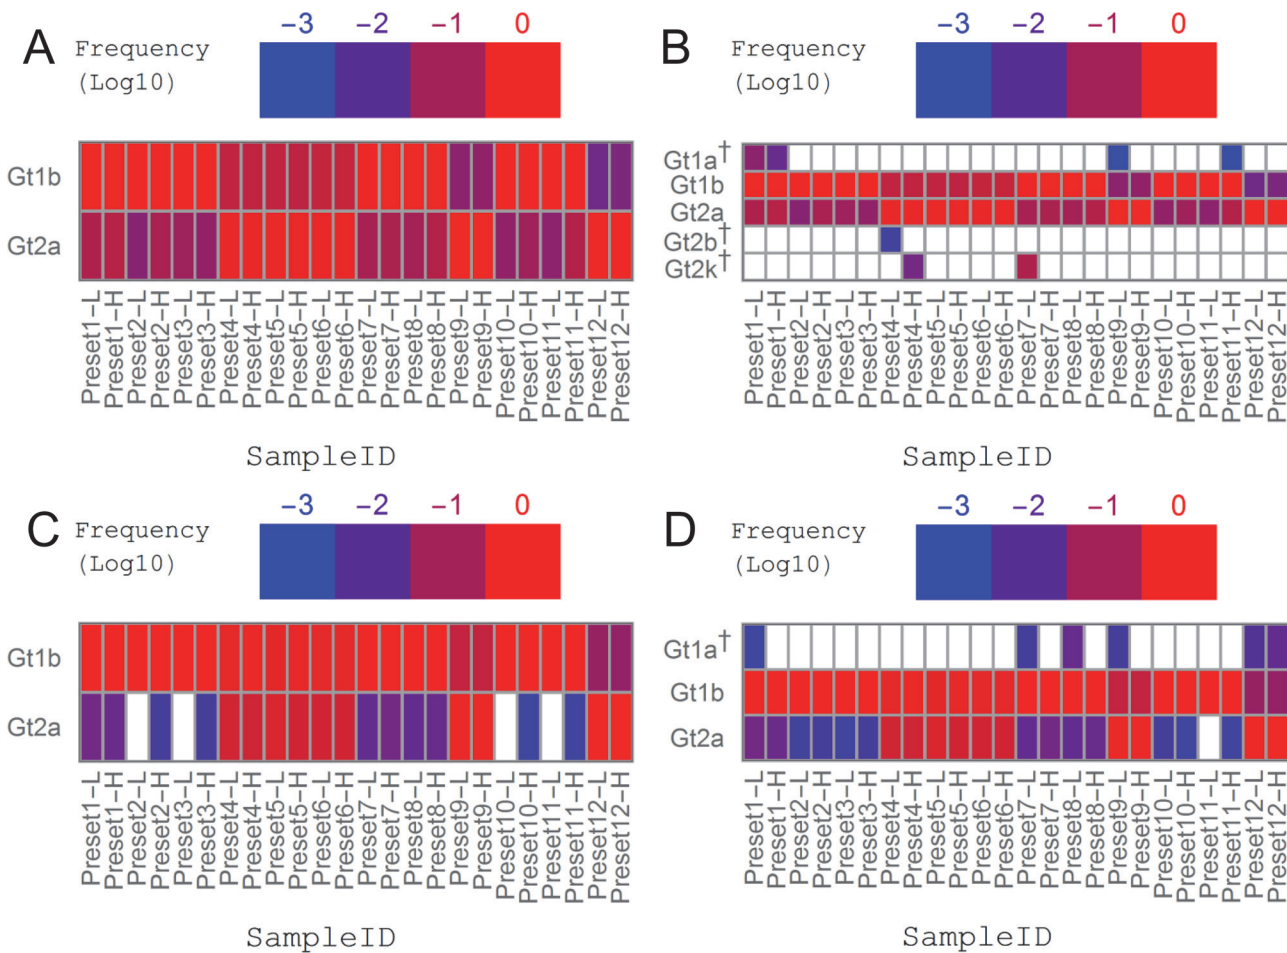 A
Frequency
(Log10)
−3 −2 −1 0
Gt1b
Gt2a
Preset1-L
Preset1-H
Preset2-L
Preset2-H
Preset3-L
Preset3-H
Preset4-L
Preset4-H
Preset5-L
Preset5-H
Preset6-L
Preset6-H
Preset7-L
Preset7-H
Preset8-L
Preset8-H
Preset9-L
Preset9-H
Preset10-L
Preset10-H
Preset11-L
Preset11-H
Preset12-L
Preset12-H
SampleID
B
Frequency
(Log10)
−3 −2 −1 0
Gt1a†
Gt1b
Gt2a
Gt2b†
Gt2k†
Preset1-L
Preset1-H
Preset2-L
Preset2-H
Preset3-L
Preset3-H
Preset4-L
Preset4-H
Preset5-L
Preset5-H
Preset6-L
Preset6-H
Preset7-L
Preset7-H
Preset8-L
Preset8-H
Preset9-L
Preset9-H
Preset10-L
Preset10-H
Preset11-L
Preset11-H
Preset12-L
Preset12-H
SampleID
C
Frequency
(Log10)
−3 −2 −1 0
Gt1b
Gt2a
Preset1-L
Preset1-H
Preset2-L
Preset2-H
Preset3-L
Preset3-H
Preset4-L
Preset4-H
Preset5-L
Preset5-H
Preset6-L
Preset6-H
Preset7-L
Preset7-H
Preset8-L
Preset8-H
Preset9-L
Preset9-H
Preset10-L
Preset10-H
Preset11-L
Preset11-H
Preset12-L
Preset12-H
SampleID
D
Frequency
(Log10)
−3 −2 −1 0
Gt1a†
Gt1b
Gt2a
Preset1-L
Preset1-H
Preset2-L
Preset2-H
Preset3-L
Preset3-H
Preset4-L
Preset4-H
Preset5-L
Preset5-H
Preset6-L
Preset6-H
Preset7-L
Preset7-H
Preset8-L
Preset8-H
Preset9-L
Preset9-H
Preset10-L
Preset10-H
Preset11-L
Preset11-H
Preset12-L
Preset12-H
SampleID